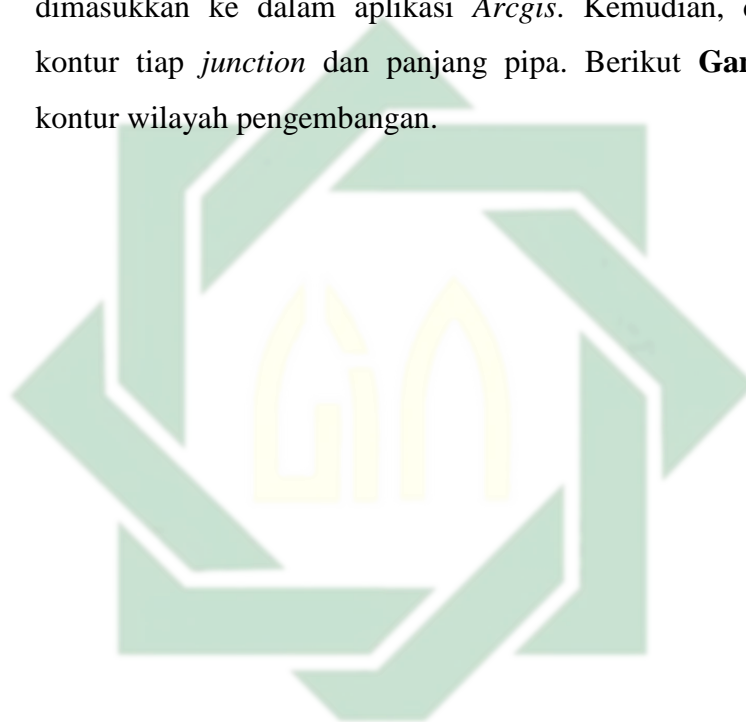 dimasukkan ke dalam aplikasi Arcgis. Kemudian,
kontur tiap junction dan panjang pipa. Berikut
kontur wilayah pengembangan.